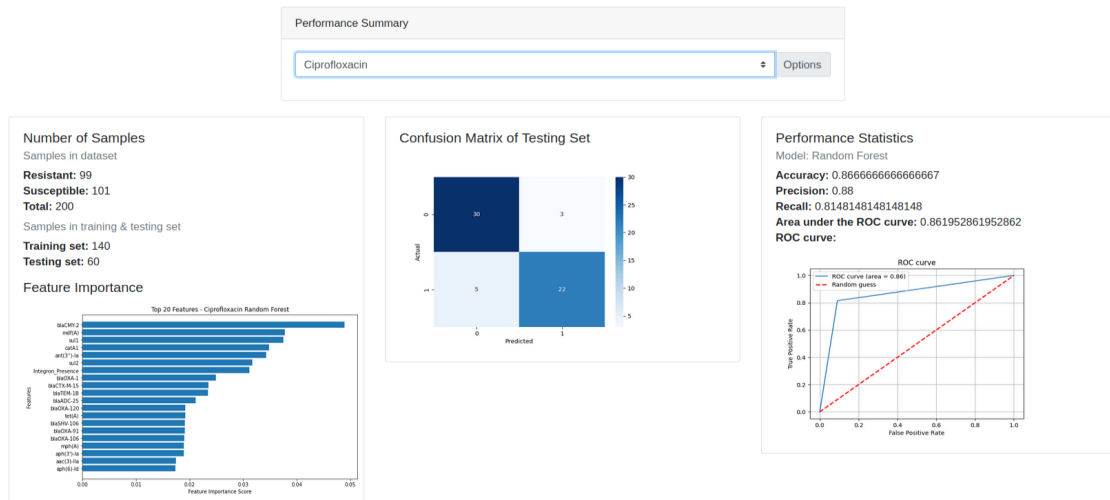 Performance Summary
Ciprofloxacin
Options
Number of Samples
Samples in dataset
Resistant: 99
Susceptible: 101
Total: 200
Samples in training & testing set
Training set: 140
Testing set: 60
Feature Importance
Top 20 Features - Ciprofloxacin Random Forest
Features
blaCMY-2
mdf(A)
sul1
catA1
ant(3'')-Ia
sul2
Integron_Presence
blaOXA-1
blaCTX-M-15
blaTEM-1B
blaADC-25
blaOXA-120
tet(A)
blaSHV-106
blaOXA-91
blaOXA-106
mph(A)
aph(3')-Ia
aac(3)-IIa
aph(6)-Id
0.00 0.01 0.02 0.03 0.04 0.05
Feature Importance Score
Confusion Matrix of Testing Set
Actual
0
1
30 3
5 22
0 1
Predicted
30
25
20
15
10
5
Performance Statistics
Model: Random Forest
Accuracy: 0.8666666666666667
Precision: 0.88
Recall: 0.8148148148148148
Area under the ROC curve: 0.861952861952862
ROC curve:
ROC curve
ROC curve (area = 0.86)
Random guess
True Positive Rate
1.0
0.8
0.6
0.4
0.2
0.0
0.0 0.2 0.4 0.6 0.8 1.0
False Positive Rate